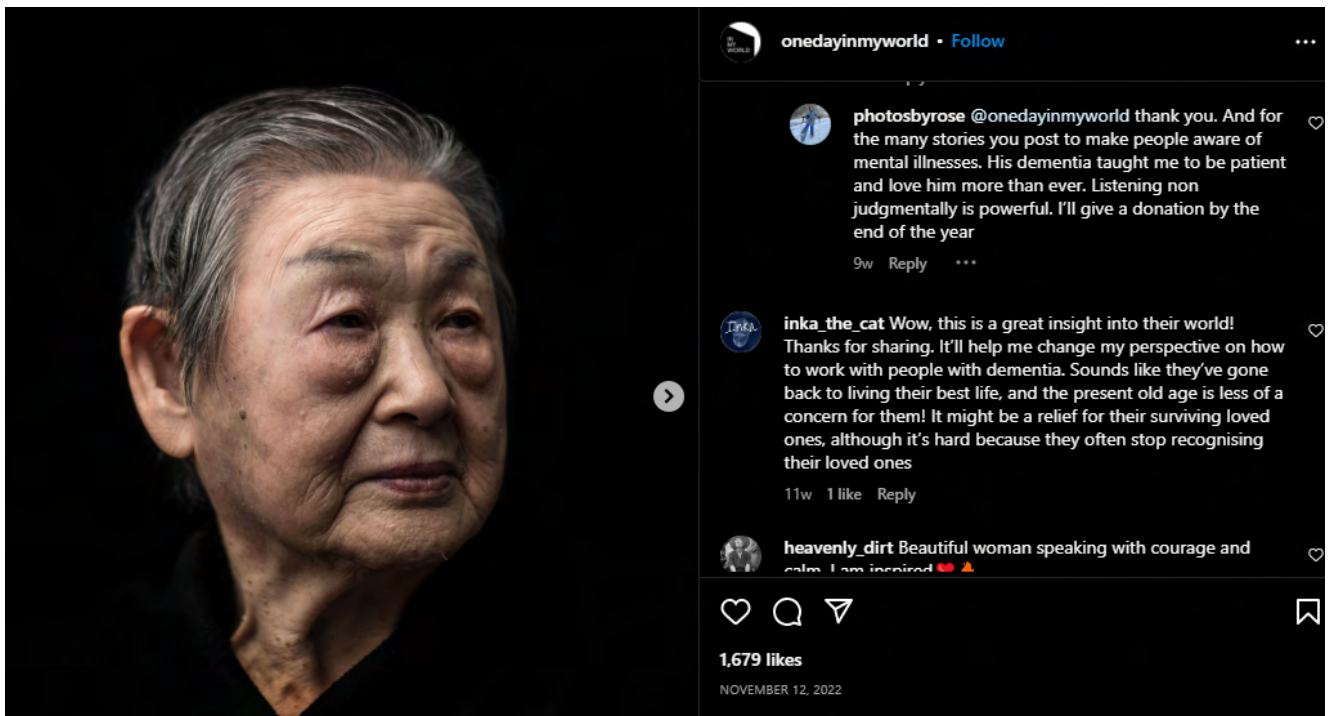 IN
MY
WORLD
onedayinmyworld • Follow
photosbyrose @onedayinmyworld thank you. And for
the many stories you post to make people aware of
mental illnesses. His dementia taught me to be patient
and love him more than ever. Listening non
judgmentally is powerful. I'll give a donation by the
end of the year
9w Reply
Inka
inka_the_cat Wow, this is a great insight into their world!
Thanks for sharing. It'll help me change my perspective on how
to work with people with dementia. Sounds like they've gone
back to living their best life, and the present old age is less of a
concern for them! It might be a relief for their surviving loved
ones, although it's hard because they often stop recognising
their loved ones
11w 1 like Reply
heavenly_dirt Beautiful woman speaking with courage and
calm. I am inspired❤️🔥
1,679 likes
NOVEMBER 12, 2022